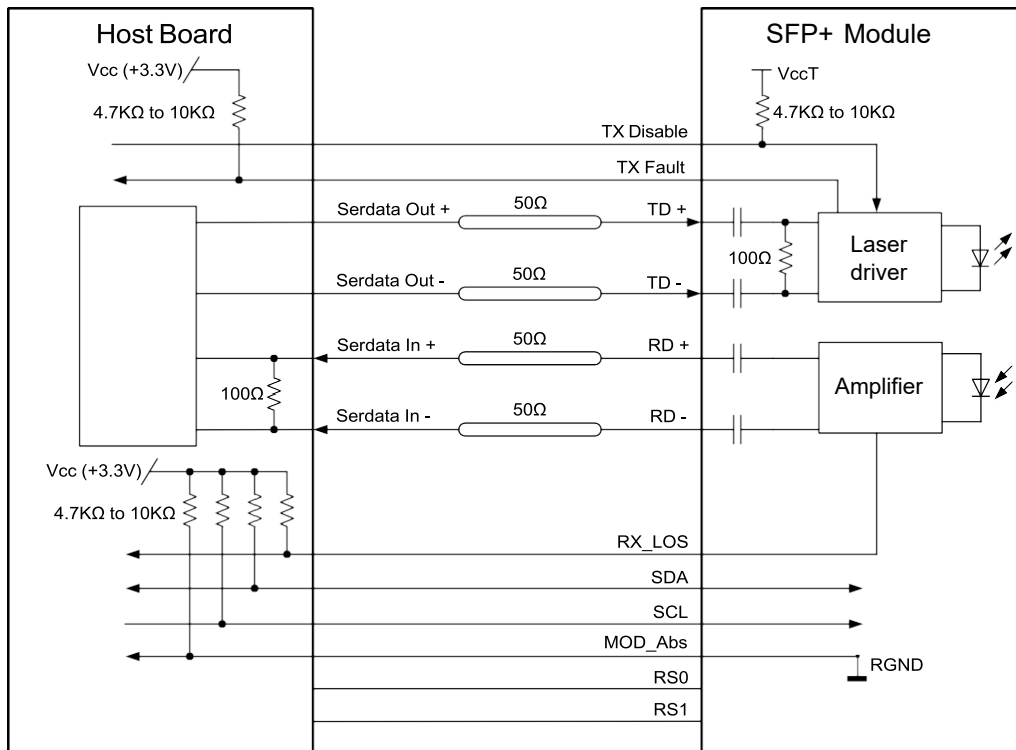 Host Board
SFP+ Module
Vcc (+3.3V)
VccT
4.7KΩ to 10KΩ
4.7KΩ to 10KΩ
TX Disable
TX Fault
Serdata Out +
50Ω
TD +
100Ω
Laser
driver
Serdata Out -
50Ω
TD -
Serdata In +
50Ω
RD +
100Ω
Amplifier
Serdata In -
50Ω
RD -
Vcc (+3.3V)
4.7KΩ to 10KΩ
RX_LOS
SDA
SCL
MOD_Abs
RGND
RS0
RS1